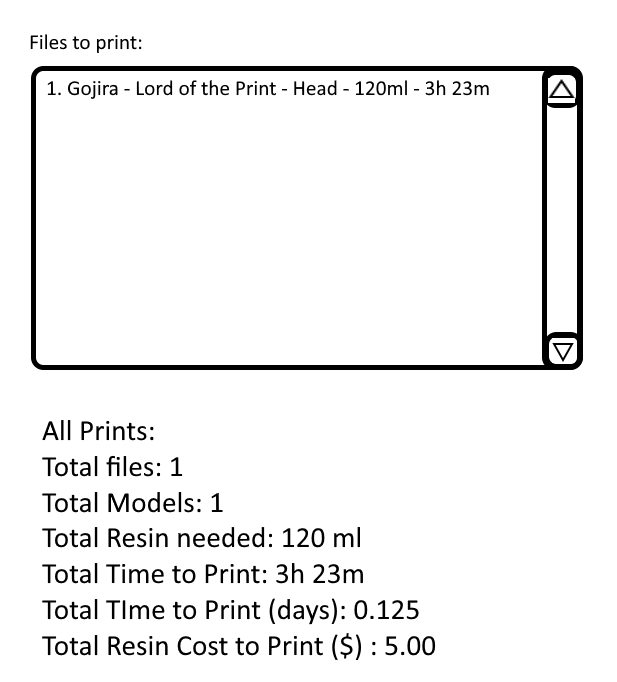 Files to print:
1. Gojira - Lord of the Print - Head - 120ml - 3h 23m
All Prints:
Total files: 1
Total Models: 1
Total Resin needed: 120 ml
Total Time to Print: 3h 23m
Total TIme to Print (days): 0.125
Total Resin Cost to Print ($) : 5.00